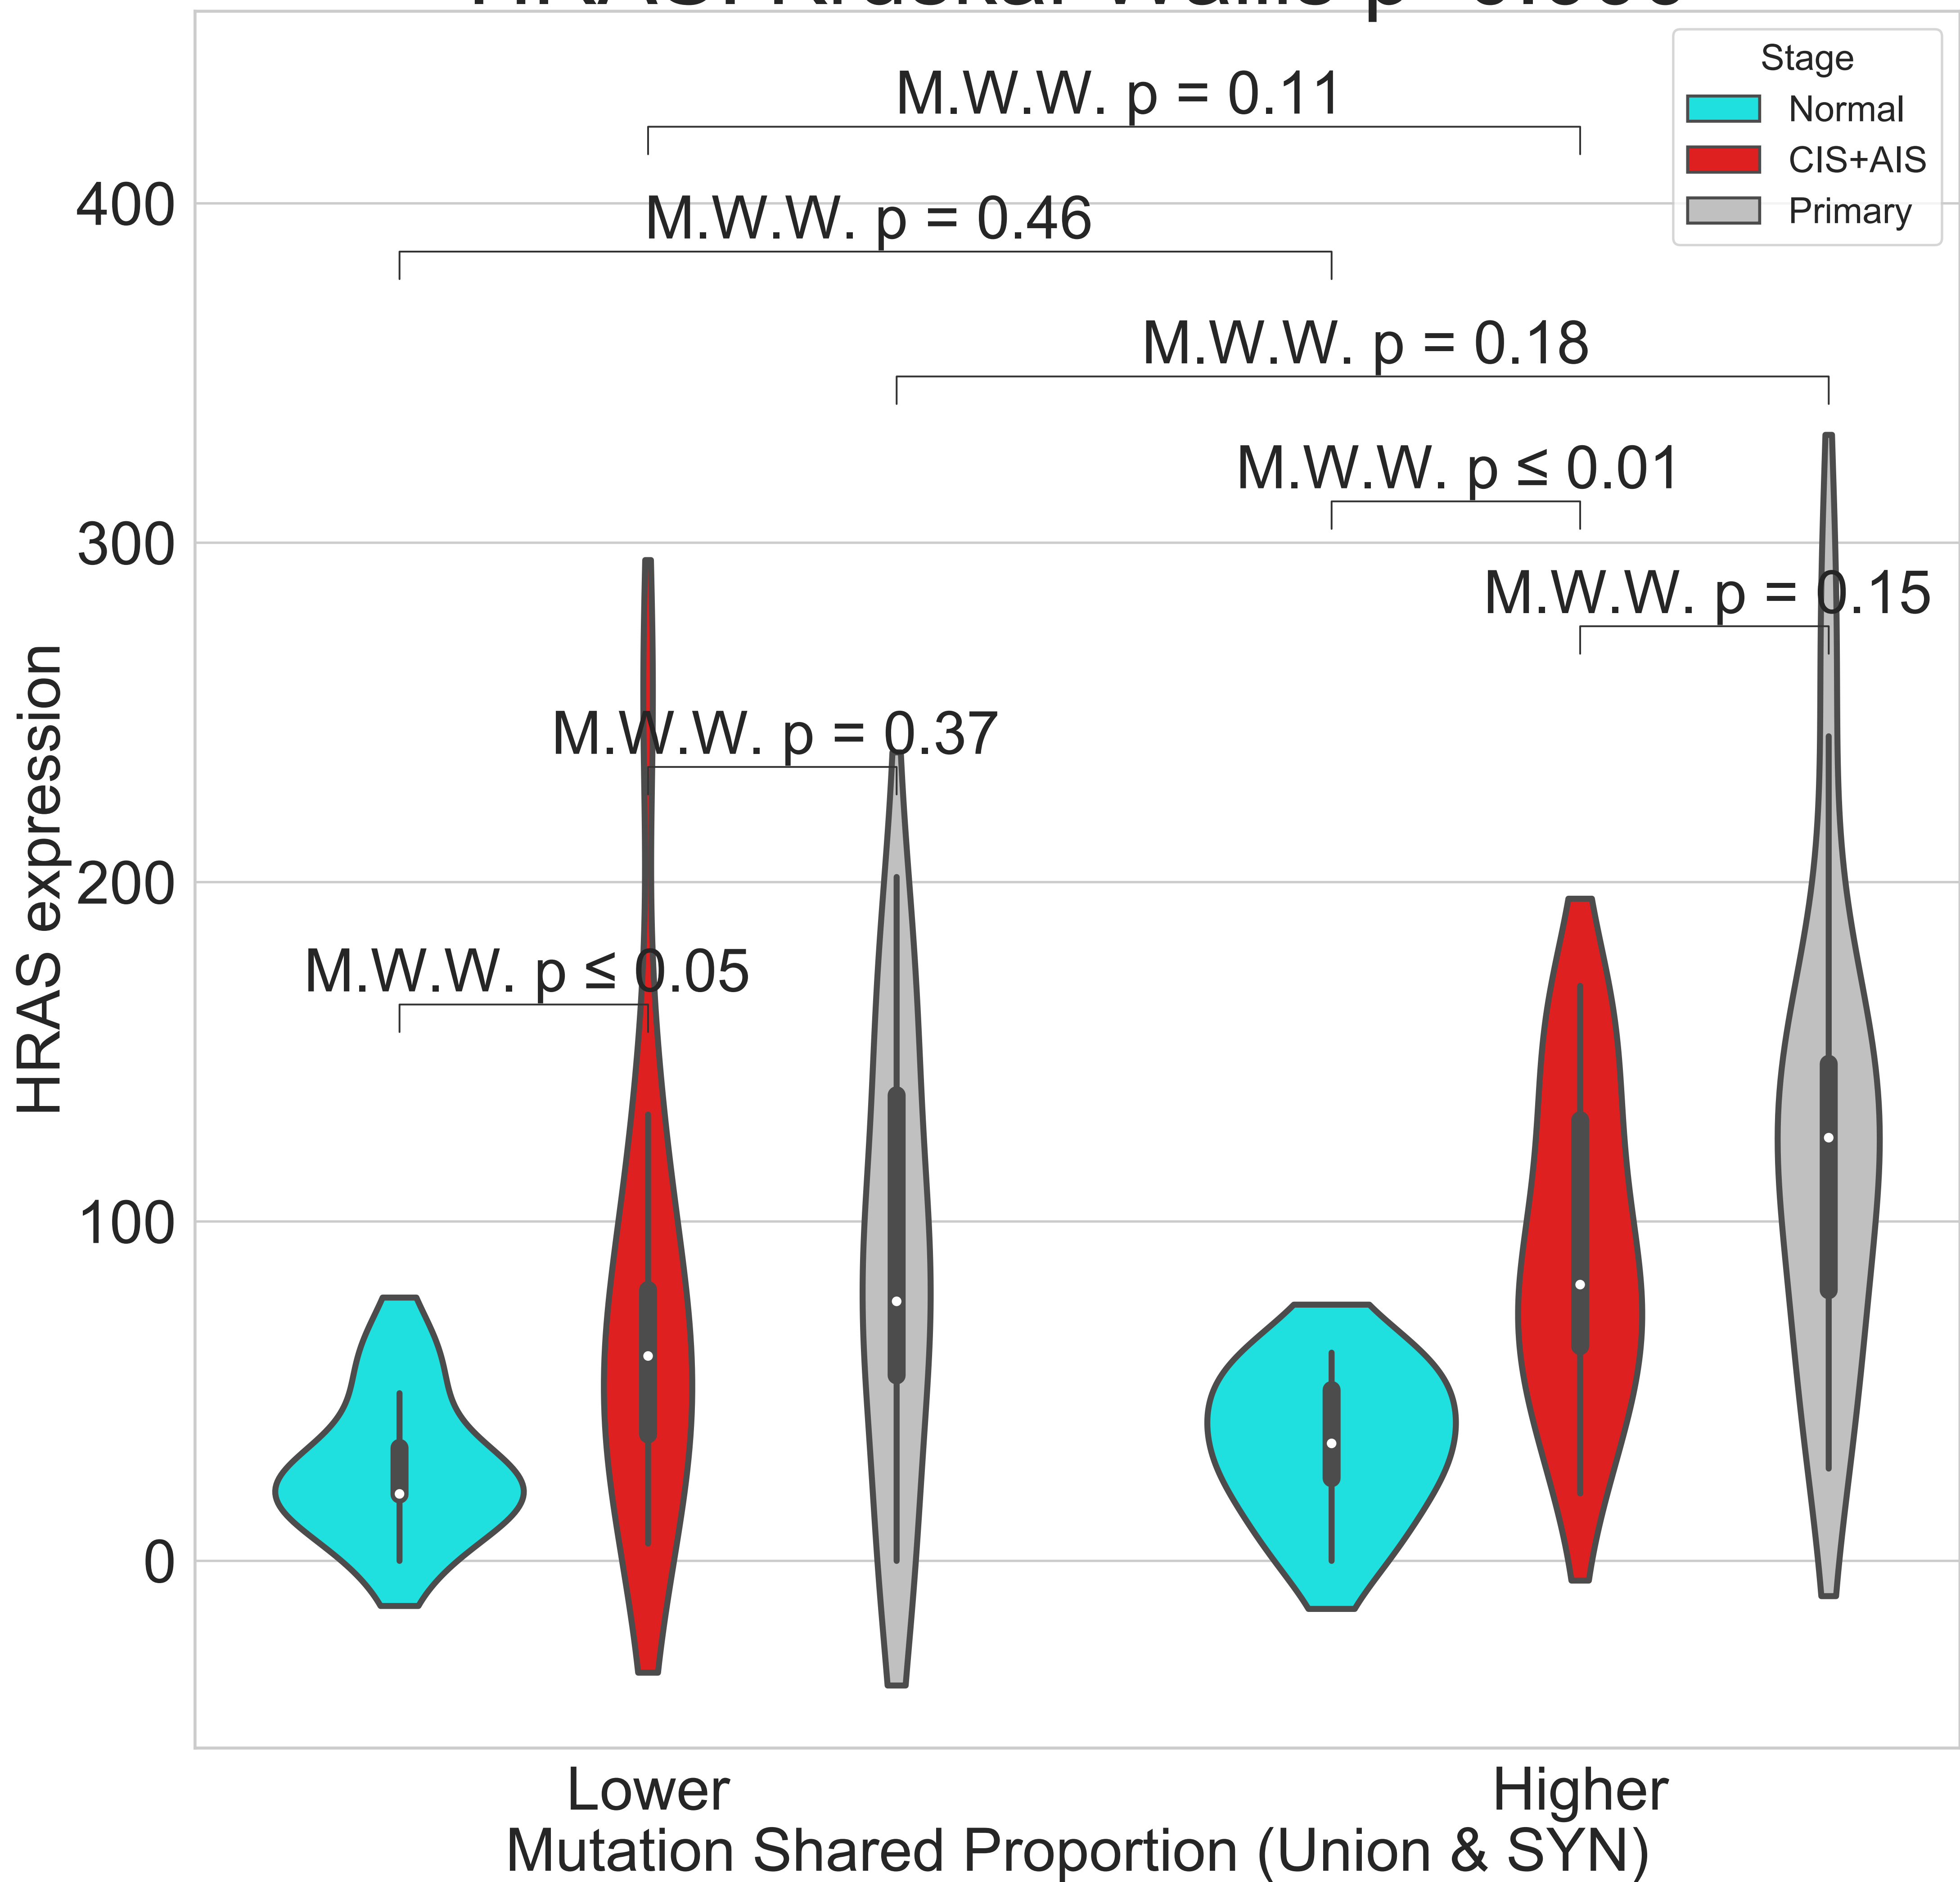 M.W.W. p = 0.11
M.W.W. p = 0.46
M.W.W. p = 0.18
M.W.W. p ≤ 0.01
M.W.W. p = 0.15
M.W.W. p = 0.37
M.W.W. p ≤ 0.05
Stage
Normal
CIS+AIS
Primary
HRAS expression
400
300
200
100
0
Lower
Higher
Mutation Shared Proportion (Union & SYN)